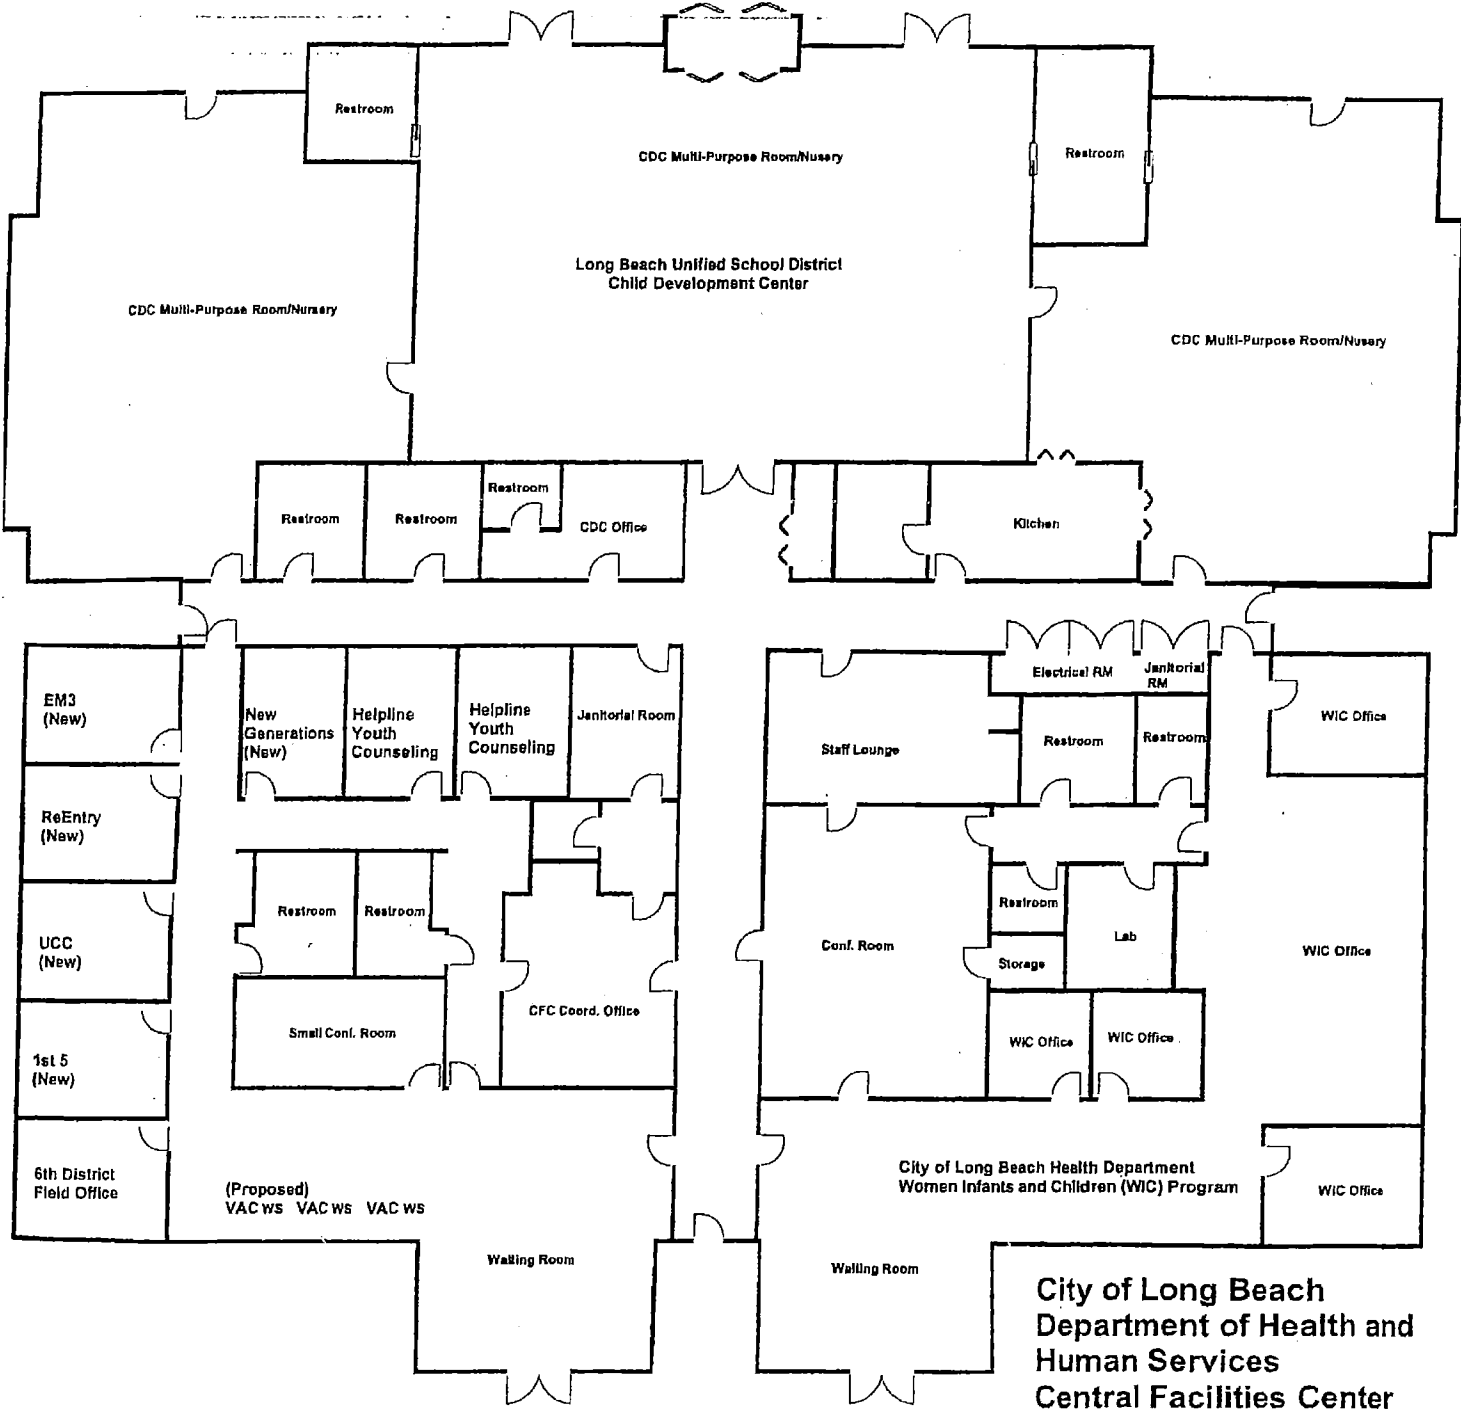 Restroom
CDC Multi-Purpose Room/Nusery
Restroom
Long Beach Unified School District
Child Development Center
CDC Multi-Purpose Room/Nursery
CDC Multi-Purpose Room/Nusery
Restroom
Restroom
Restroom
CDC Office
Kitchen
EM3
(New)
New
Generations
(New)
Helpline
Youth
Counseling
Helpline
Youth
Counseling
Janitorial Room
Staff Lounge
Electrical RM
Janitorial
RM
Restroom
Restroom
WIC Office
ReEntry
(New)
UCC
(New)
Restroom
Restroom
Conf. Room
Restroom
Storage
Lab
WIC Office
1st 5
(New)
Small Conf. Room
CFC Coord. Office
WIC Office
WIC Office
6th District
Field Office
(Proposed)
VAC WS VAC WS VAC WS
City of Long Beach Health Department
Women Infants and Children (WIC) Program
WIC Office
Waiting Room
Waiting Room
City of Long Beach
Department of Health and
Human Services
Central Facilities Center